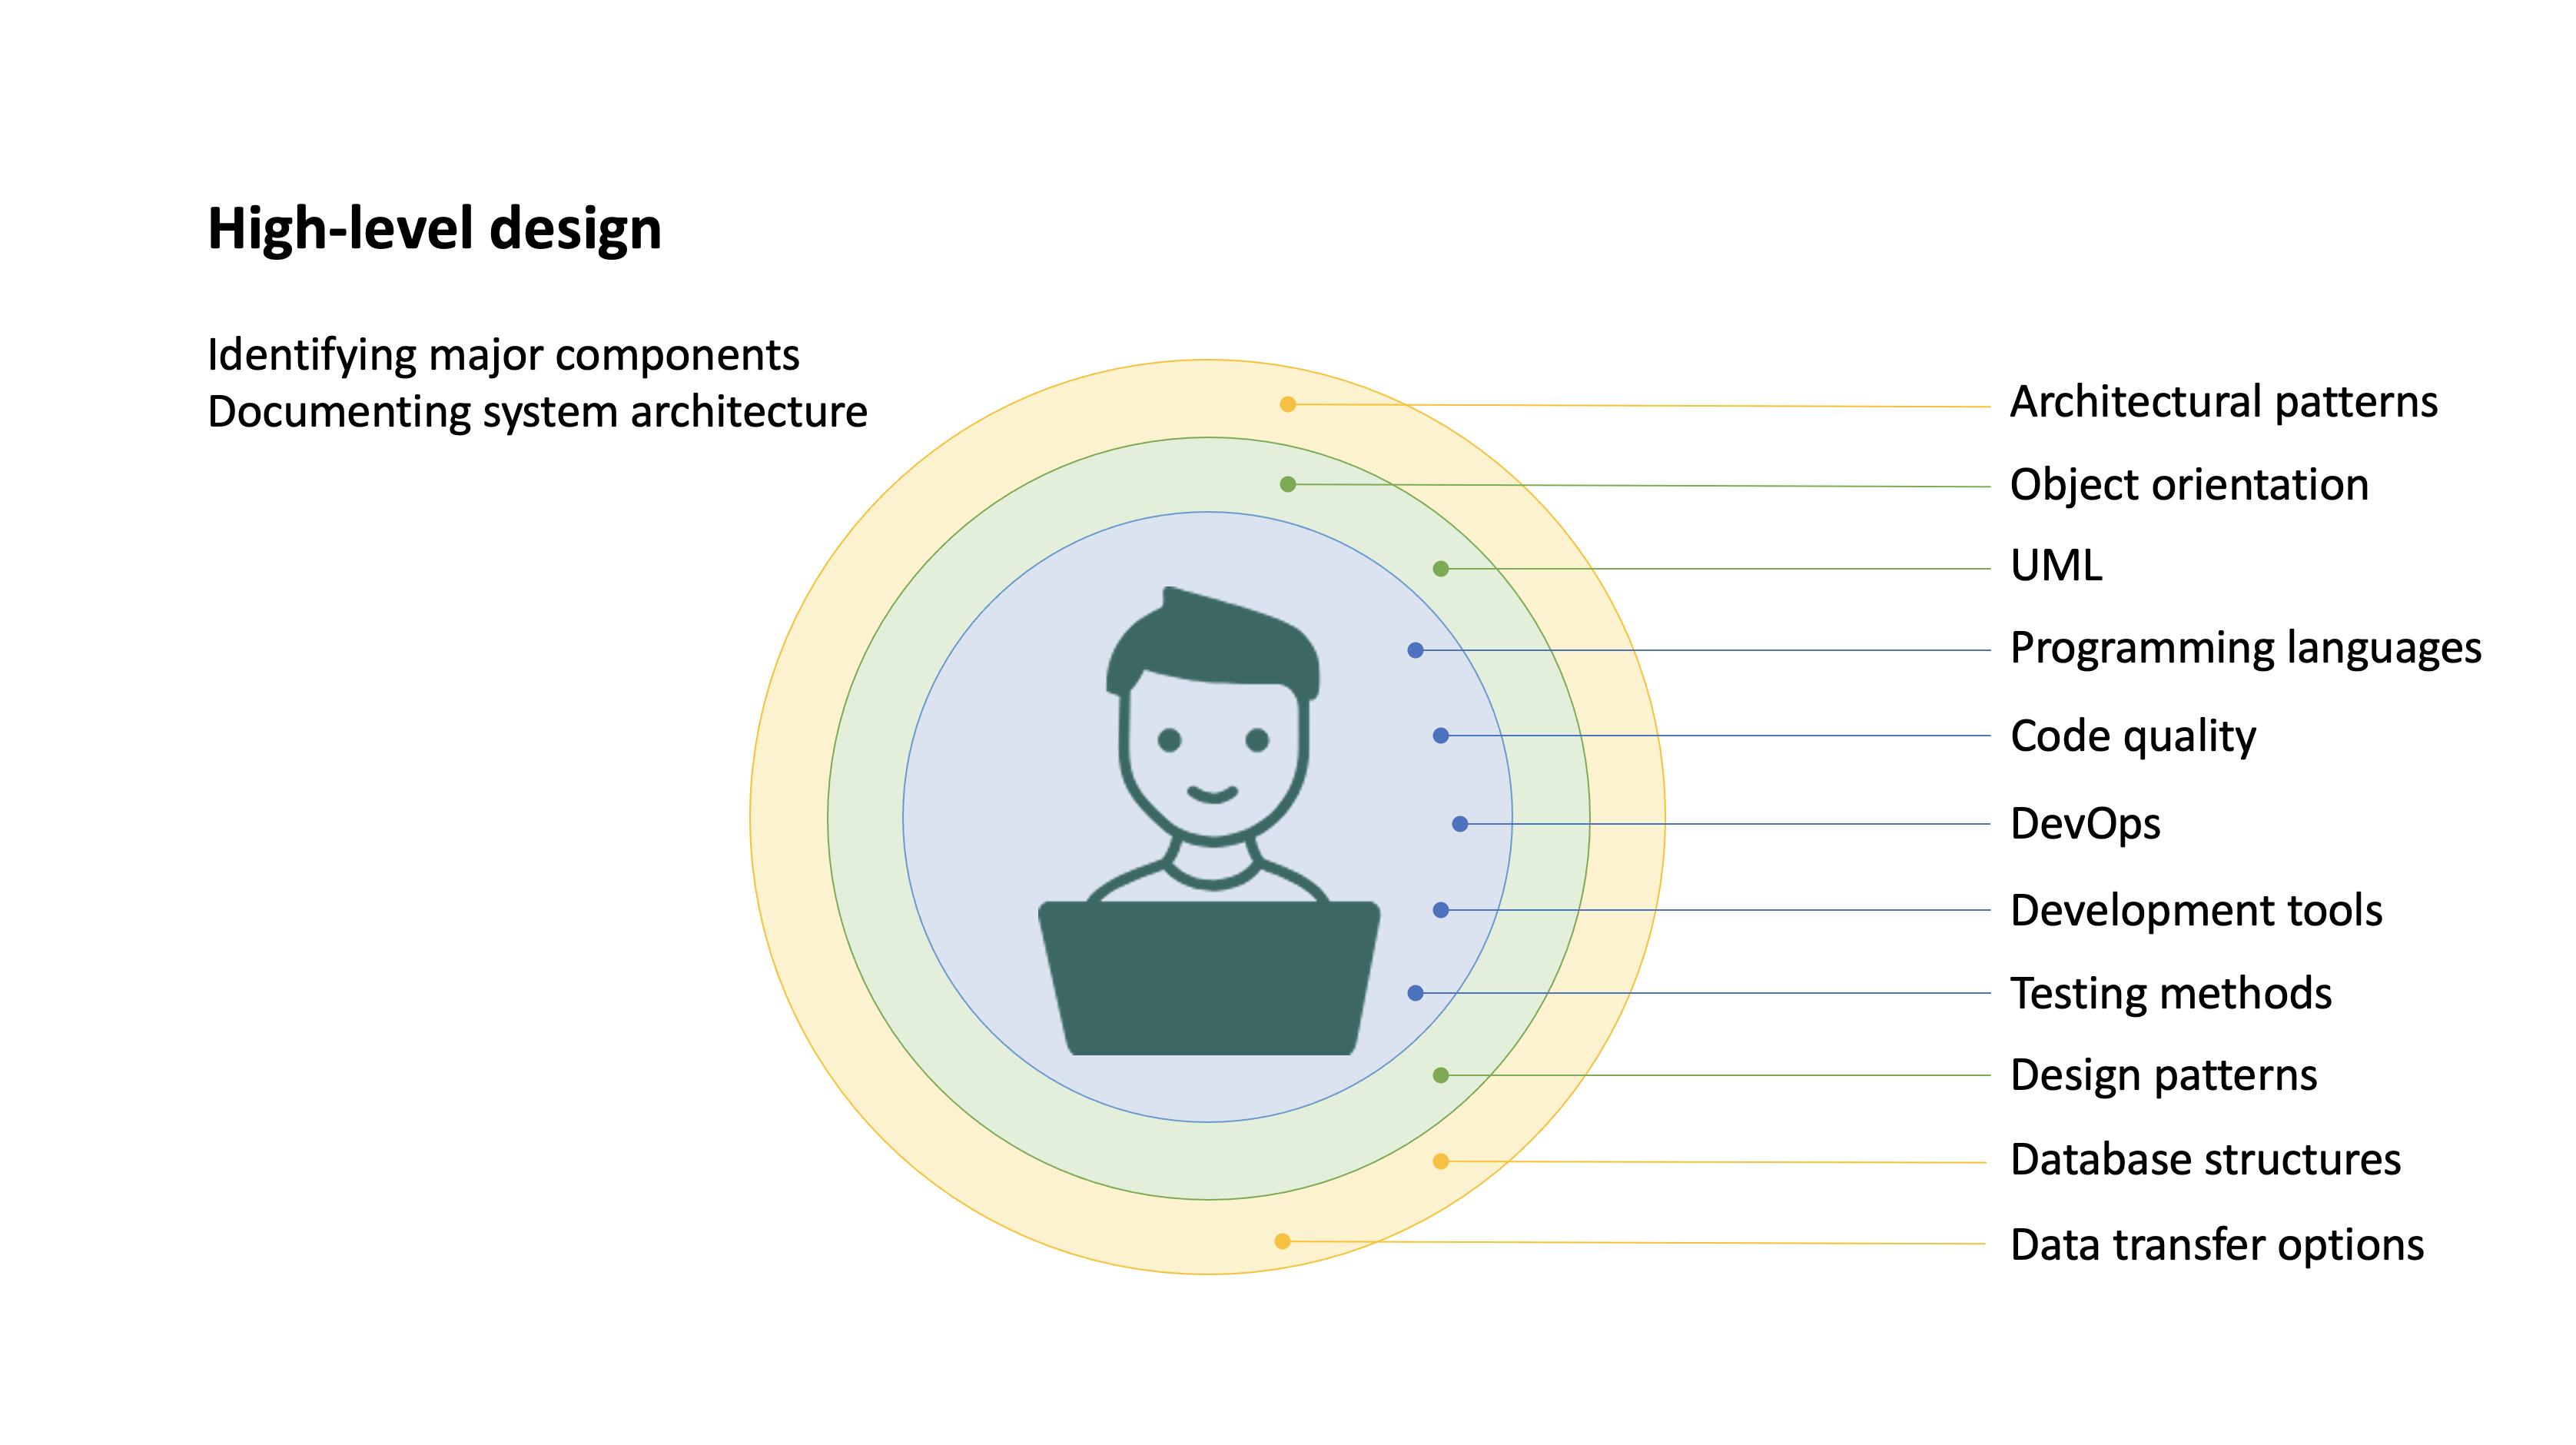 High-level design
Identifying major components
Documenting system architecture
Architectural patterns
Object orientation
UML
Programming languages
Code quality
DevOps
Development tools
Testing methods
Design patterns
Database structures
Data transfer options